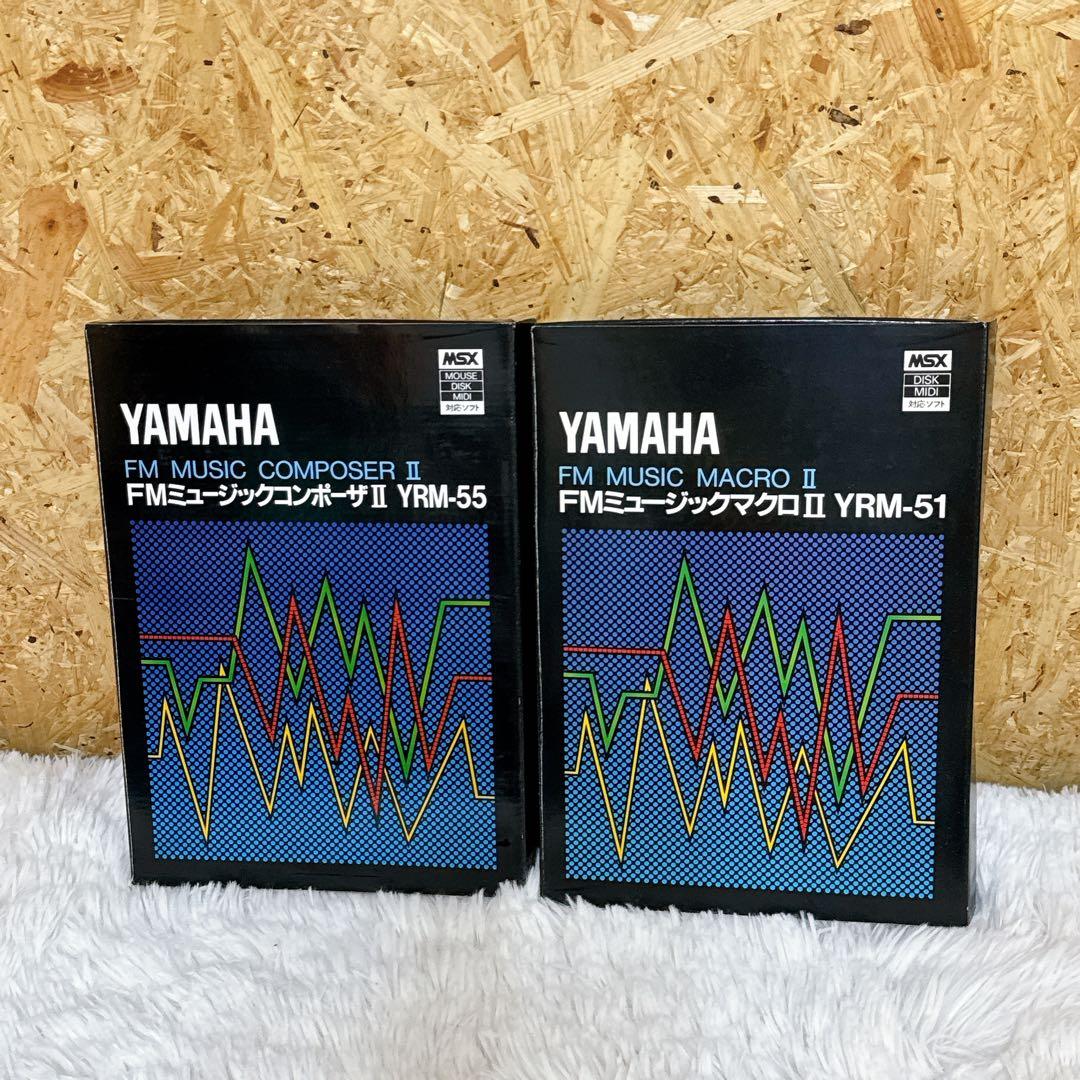 MSX
MOUSE
DISK
MIDI
対応ソフト
YAMAHA
FM MUSIC COMPOSER Ⅱ
FMミュージックコンポーザⅡ YRM-55
MSX
DISK
MIDI
対応ソフト
YAMAHA
FM MUSIC MACRO Ⅱ
FMミュージックマクロⅡ YRM-51